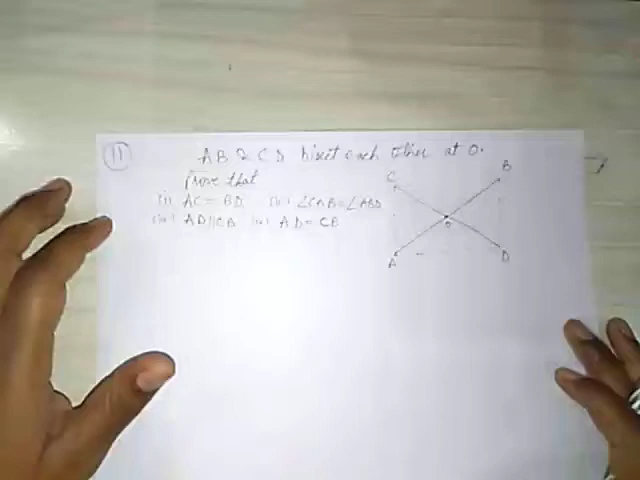 11
AB & CD bisect each other at O.
Prove that
(i) AC = BD (ii) ∠CAB = ∠ABD
(iii) AD || CB (iv) AD = CB
C
B
O
A
D